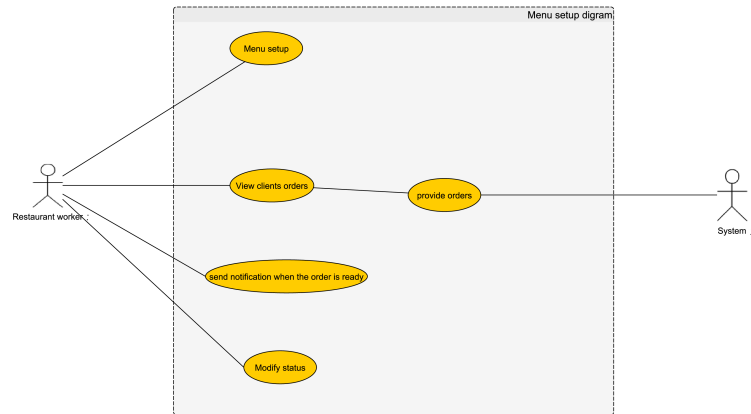 Menu setup digram
Menu setup
View clients orders
provide orders
Restaurant worker :
System
send notification when the order is ready
Modify status